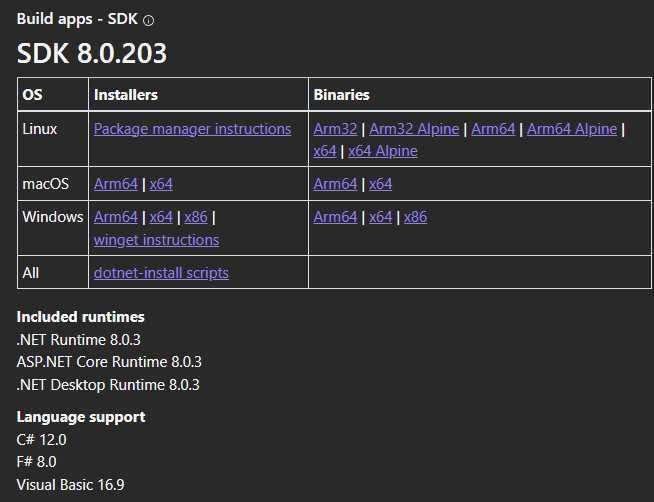 Build apps - SDK
SDK 8.0.203
OS Installers Binaries
Linux Package manager instructions Arm32 | Arm32 Alpine | Arm64 | Arm64 Alpine |
x64 | x64 Alpine
macOS Arm64 | x64 Arm64 | x64
Windows Arm64 | x64 | x86 | Arm64 | x64 | x86
winget instructions
All dotnet-install scripts
Included runtimes
.NET Runtime 8.0.3
ASP.NET Core Runtime 8.0.3
.NET Desktop Runtime 8.0.3
Language support
C# 12.0
F# 8.0
Visual Basic 16.9